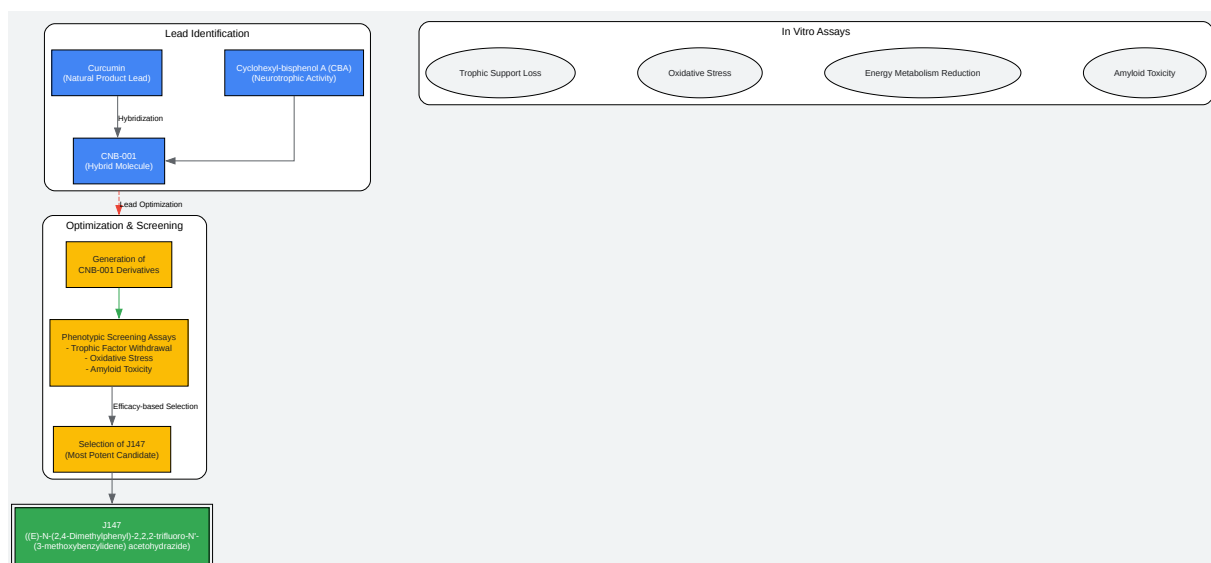 Lead Identification
Curcumin
(Natural Product Lead)
Cyclohexyl-bisphenol A (CBA)
(Neurotrophic Activity)
Hybridization
CNB-001
(Hybrid Molecule)
Lead Optimization
Optimization & Screening
Generation of
CNB-001 Derivatives
Phenotypic Screening Assays
- Trophic Factor Withdrawal
- Oxidative Stress
- Amyloid Toxicity
Efficacy-based Selection
Selection of J147
(Most Potent Candidate)
J147
((E)-N-(2,4-Dimethylphenyl)-2,2,2-trifluoro-N'-
(3-methoxybenzylidene) acetohydrazide)
In Vitro Assays
Trophic Support Loss
Oxidative Stress
Energy Metabolism Reduction
Amyloid Toxicity